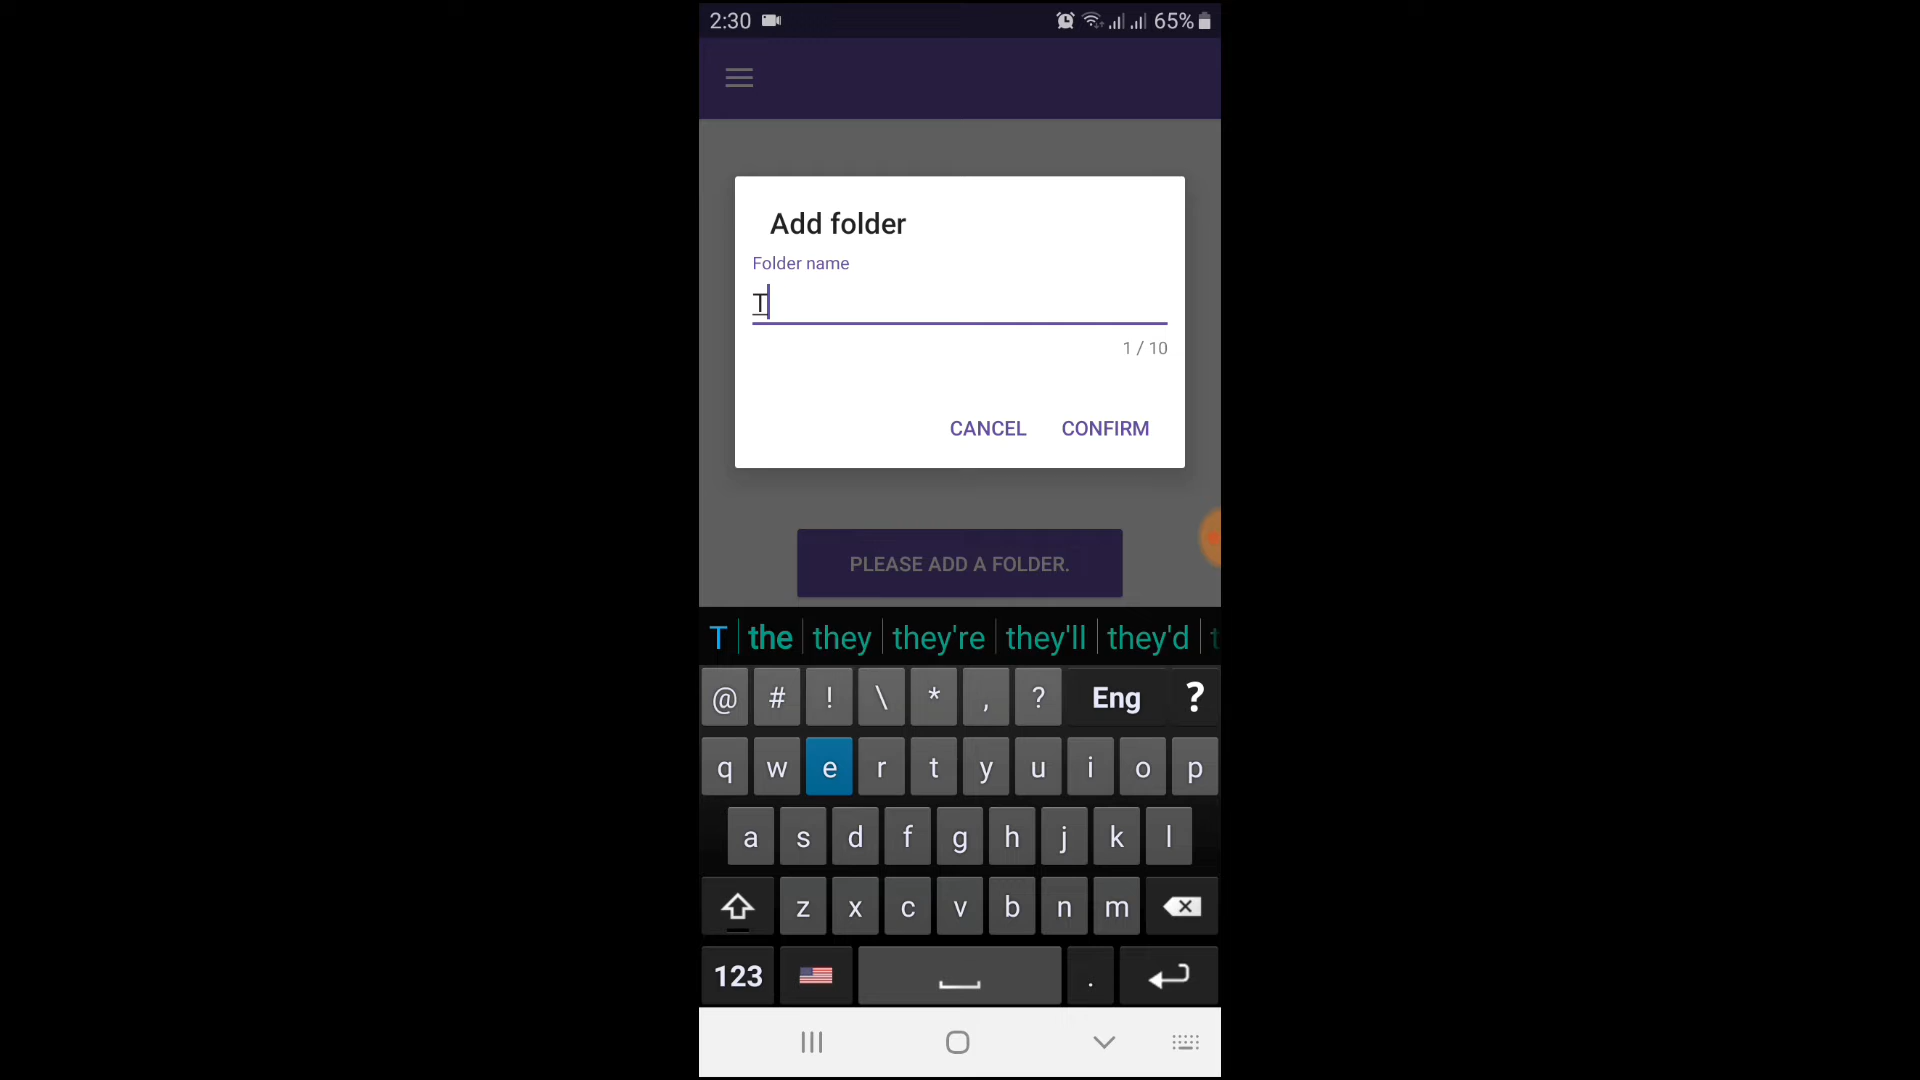 2:30 65%
Add folder
Folder name
T
1 / 10
CANCEL CONFIRM
PLEASE ADD A FOLDER.
T the they they're they'll they'd t
@ # ! \ * , ? Eng ?
q w e r t y u i o p
a s d f g h j k l
z x c v b n m
123 .